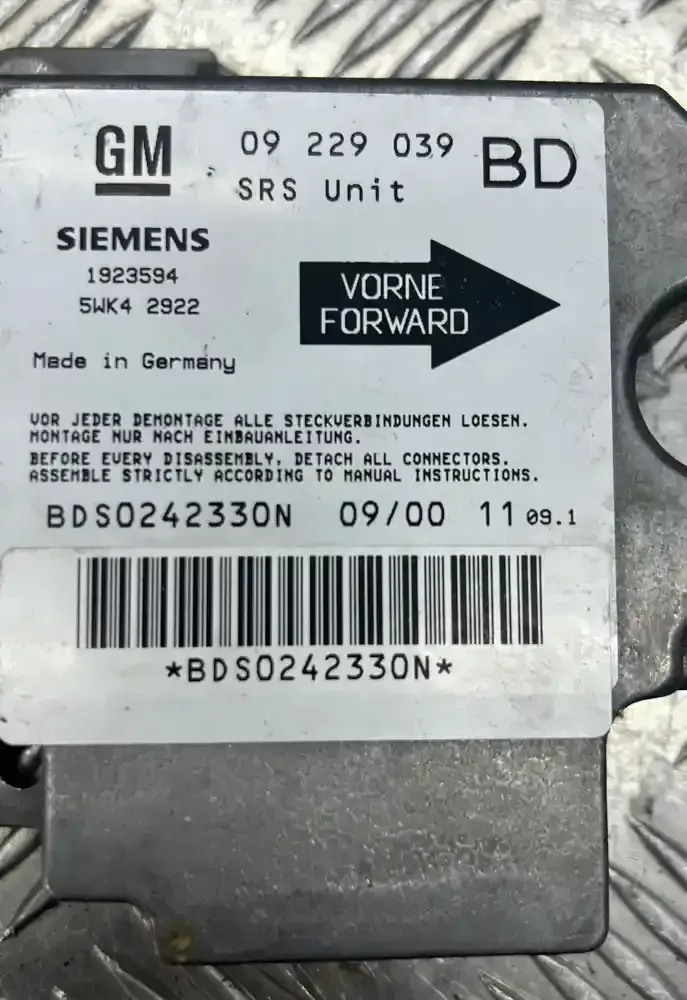 GM 09 229 039 BD
SRS Unit
SIEMENS
1923594
5WK4 2922
VORNE
FORWARD
Made in Germany
VOR JEDER DEMONTAGE ALLE STECKVERBINDUNGEN LOESEN.
MONTAGE NUR NACH EINBAUANLEITUNG.
BEFORE EVERY DISASSEMBLY, DETACH ALL CONNECTORS.
ASSEMBLE STRICTLY ACCORDING TO MANUAL INSTRUCTIONS.
BDS0242330N 09/00 11 09.1
*BDS0242330N*